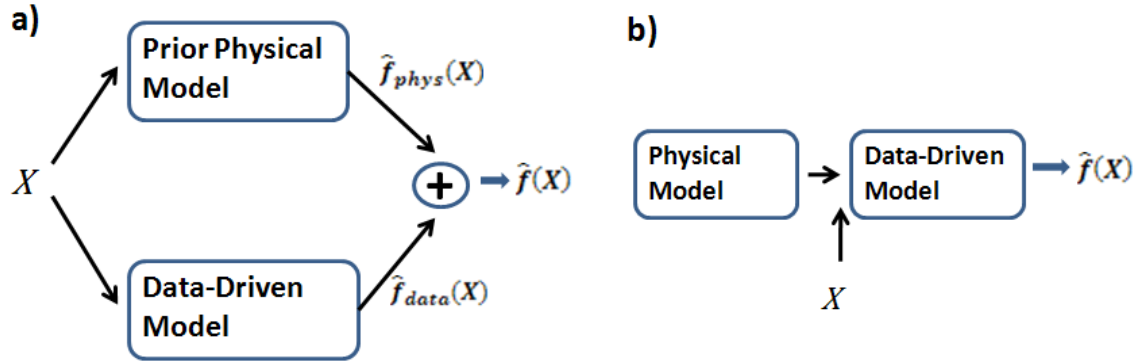 a)
Prior Physical
Model
f̂phys(X)
X
+
f̂(X)
Data-Driven
Model
f̂data(X)
b)
Physical
Model
Data-Driven
Model
f̂(X)
X